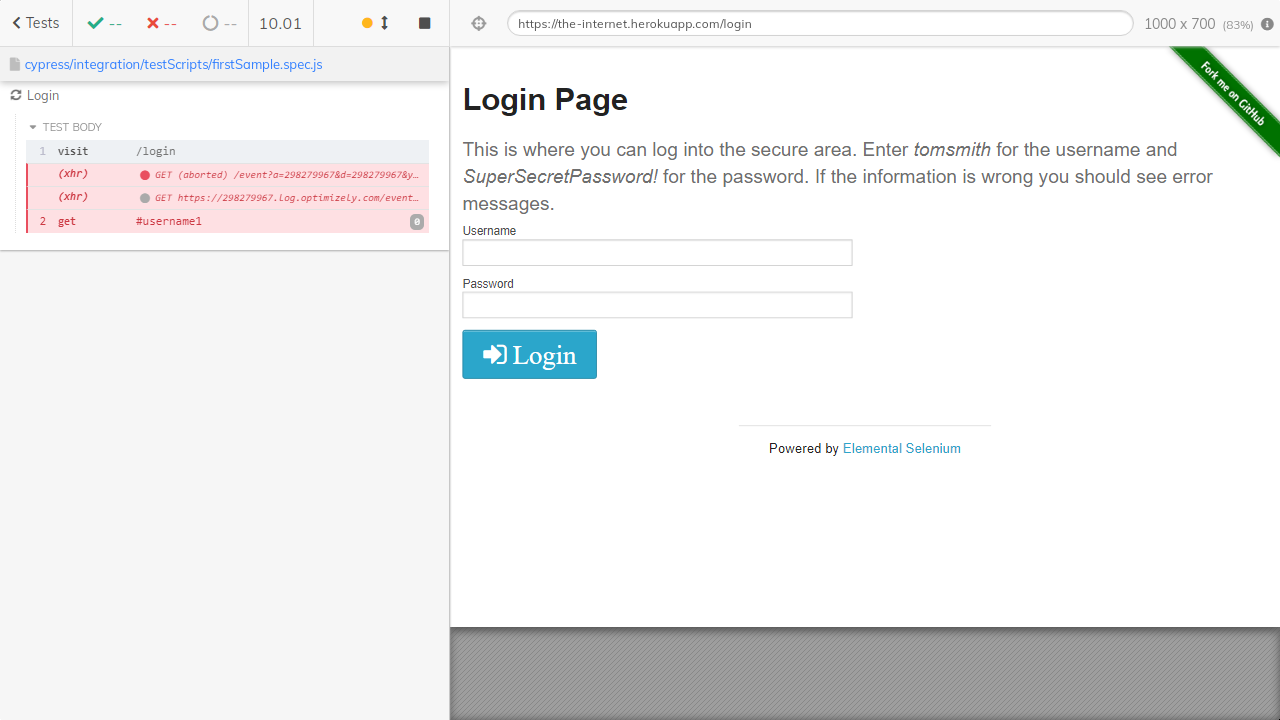 Tests
--
--
--
10.01
https://the-internet.herokuapp.com/login
1000 x 700 (83%)
cypress/integration/testScripts/firstSample.spec.js
Login
TEST BODY
1 visit /login
(xhr) GET (aborted) /event?a=298279967&d=298279967&y…
(xhr) GET https://298279967.log.optimizely.com/event…
2 get #username1 0
Fork me on GitHub
Login Page
This is where you can log into the secure area. Enter tomsmith for the username and
SuperSecretPassword! for the password. If the information is wrong you should see error
messages.
Username
Password
Login
Powered by Elemental Selenium